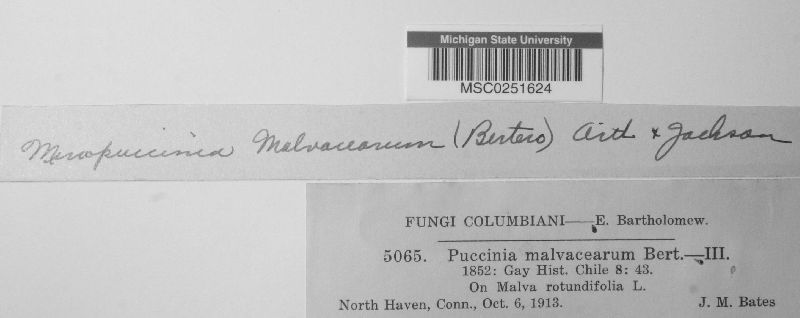 Michigan State University
MSC0251624
Micropuccinia Malvacearum (Bertero) Arth & Jackson
FUNGI COLUMBIANI—E. Bartholomew.
5065. Puccinia malvacearum Bert.—III.
1852: Gay Hist. Chile 8: 43.
On Malva rotundifolia L.
North Haven, Conn., Oct. 6, 1913. J. M. Bates